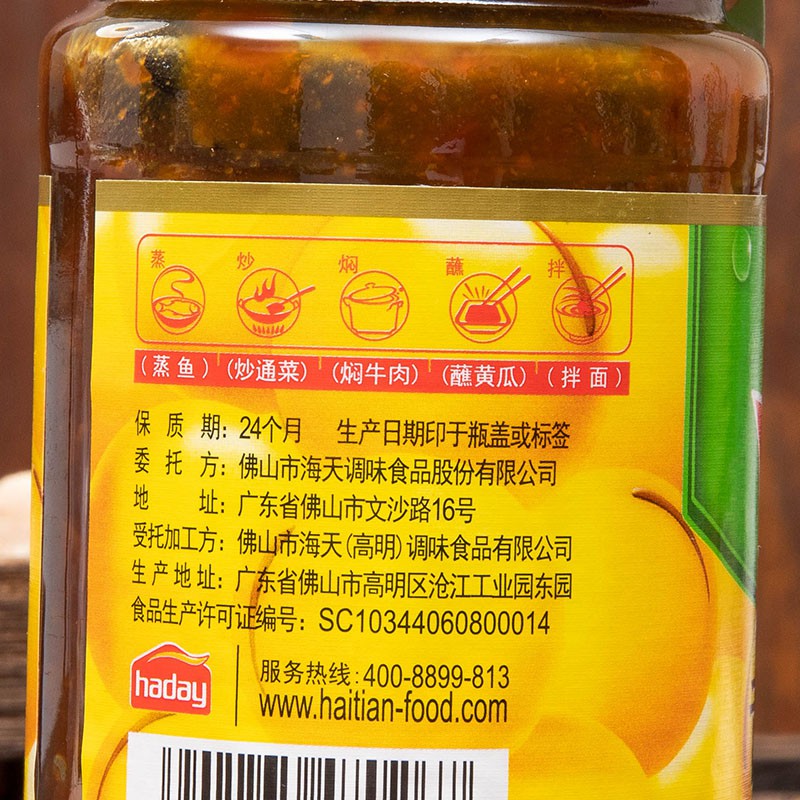 蒸 炒 焖 蘸 拌
(蒸鱼) (炒通菜) (焖牛肉) (蘸黄瓜) (拌面)
保质期：24个月 生产日期印于瓶盖或标签
委托方：佛山市海天调味食品股份有限公司
地址：广东省佛山市文沙路16号
受托加工方：佛山市海天(高明)调味食品有限公司
生产地址：广东省佛山市高明区沧江工业园东园
食品生产许可证编号：SC10344060800014
haday
服务热线：400-8899-813
www.haitian-food.com